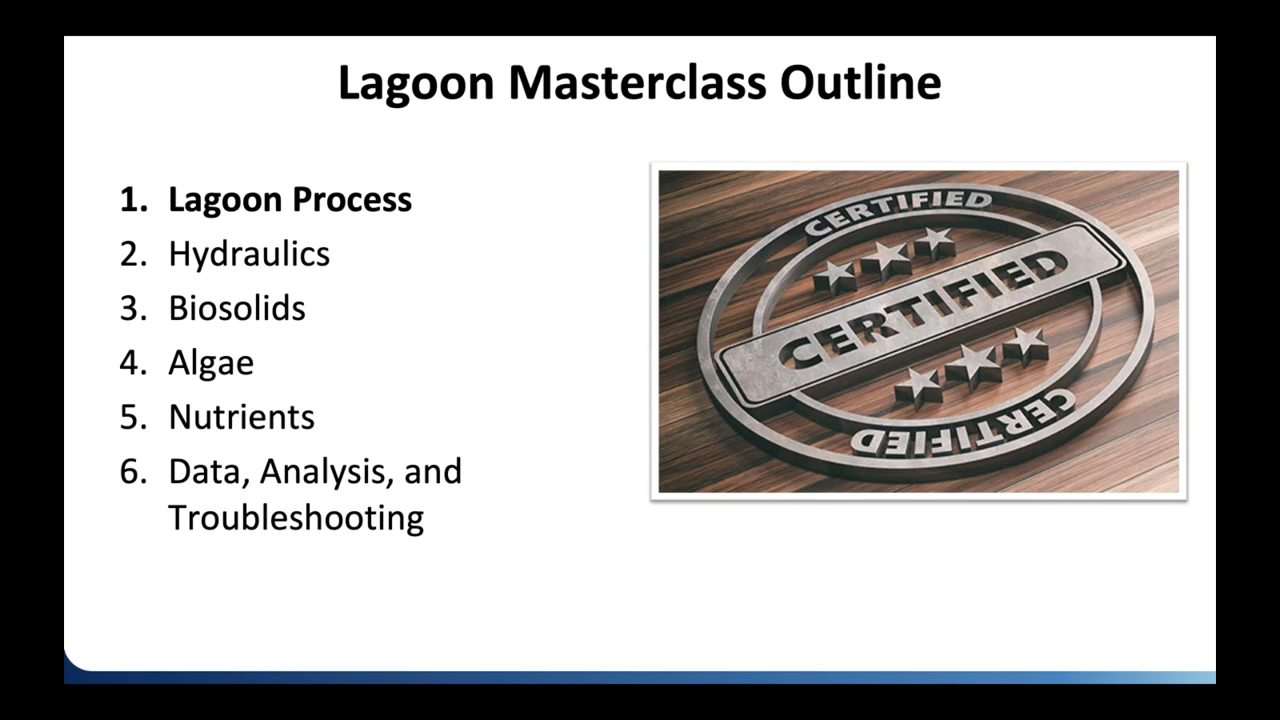 Lagoon Masterclass Outline
1. Lagoon Process
2. Hydraulics
3. Biosolids
4. Algae
5. Nutrients
6. Data, Analysis, and
Troubleshooting
CERTIFIED
CERTIFIED
CERTIFIED